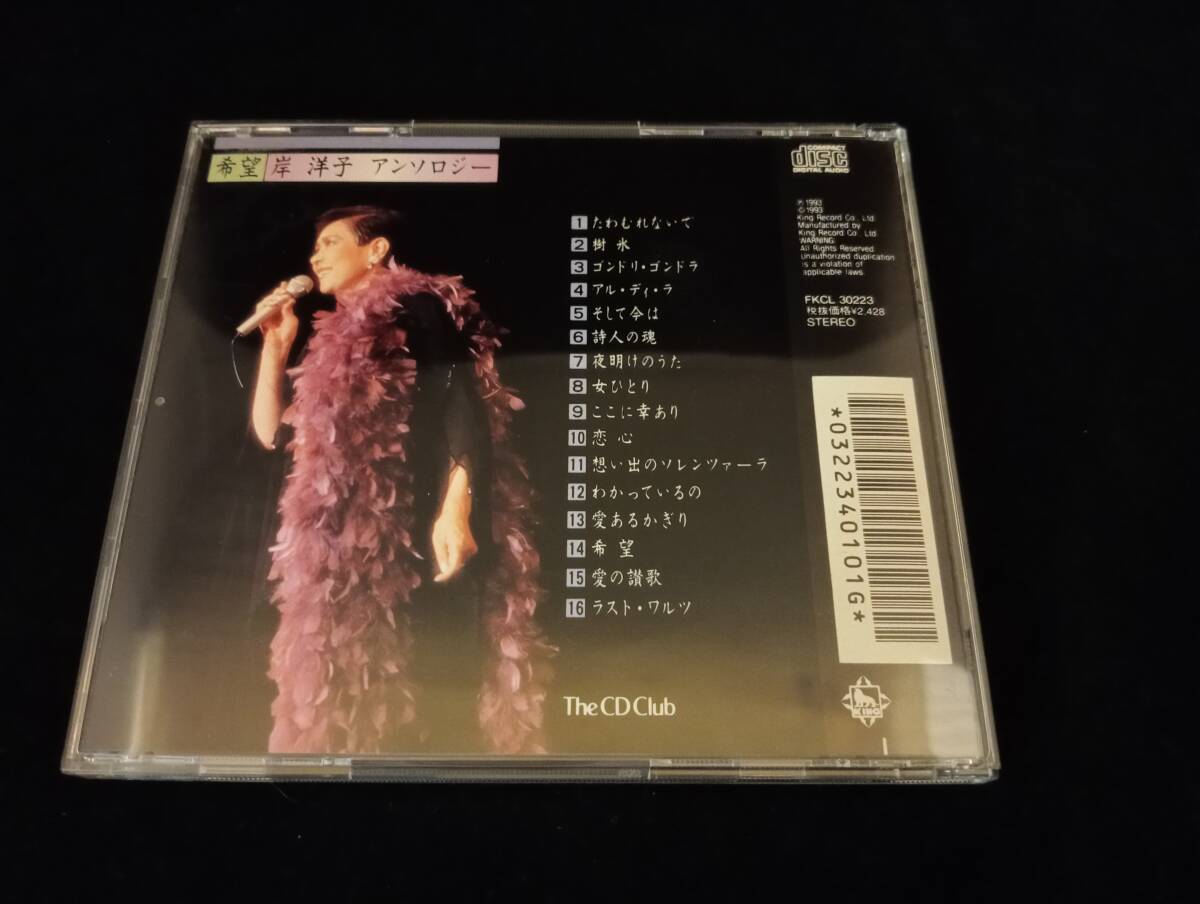 希望 岸 洋子 アンソロジー
1 たわむれないで
2 樹氷
3 ゴンドリ・ゴンドラ
4 アル・ディ・ラ
5 そして今は
6 詩人の魂
7 夜明けのうた
8 女ひとり
9 ここに幸あり
10 恋心
11 想い出のソレンツァーラ
12 わかっているの
13 愛あるかぎり
14 希望
15 愛の讃歌
16 ラスト・ワルツ
The CD Club
COMPACT
disc
DIGITAL AUDIO
℗1993
©1993
King Record Co., Ltd.
Manufactured by
King Record Co., Ltd.
WARNING:
All Rights Reserved.
Unauthorized duplication
is a violation of
applicable laws.
FKCL 30223
税抜価格¥2,428
STEREO
*0322340101G*
KING
I